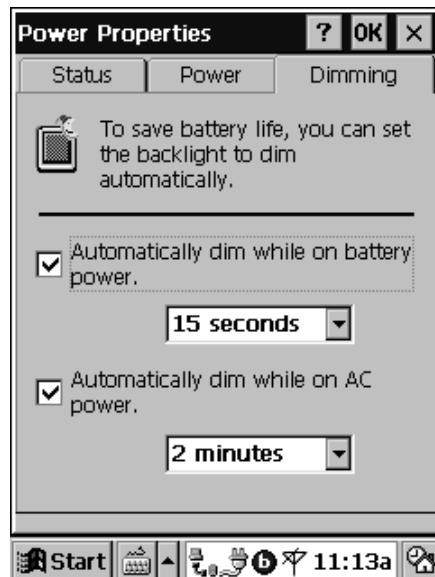 Power Properties ? OK ×
Status Power Dimming
To save battery life, you can set
the backlight to dim
automatically.
Automatically dim while on battery
power.
15 seconds
Automatically dim while on AC
power.
2 minutes
Start 11:13a